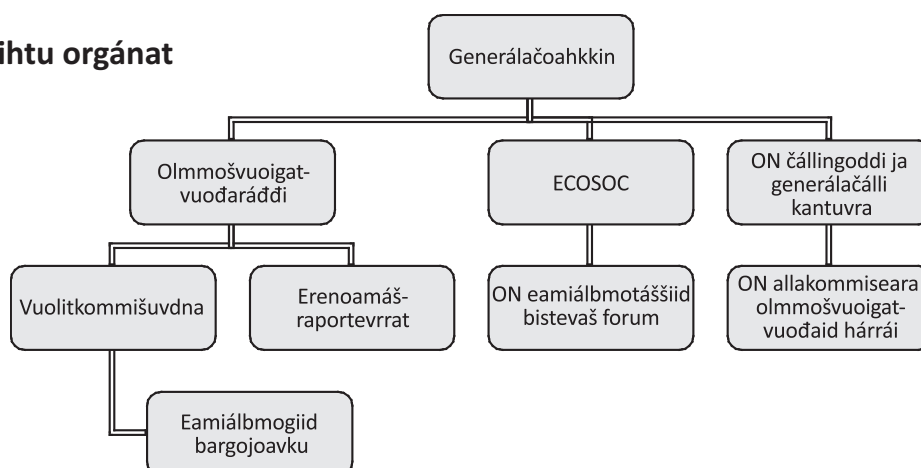 ihtu orgánat
Generálačoahkkin
Olmmošvuoigat-
vuođaráđđi
ECOSOC
ON čállingoddi ja
generálačálli
kantuvra
Vuolitkommišuvdna
Erenoamáš-
raportevrrat
ON eamiálbmotáššiid
bistevaš forum
ON allakommiseara
olmmošvuoigat-
vuođaid hárrái
Eamiálbmogiid
bargojoavku